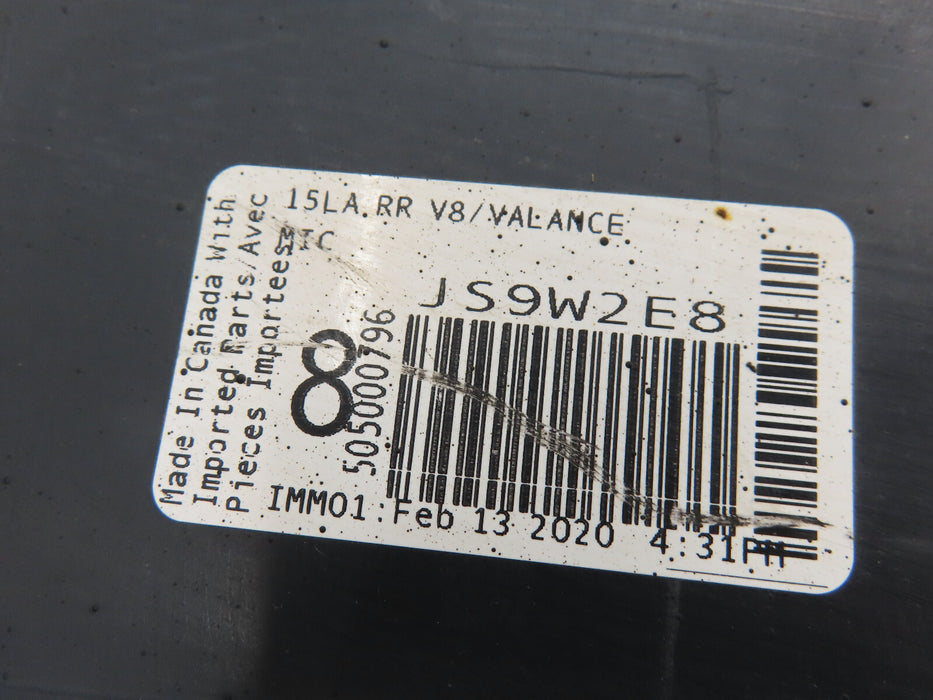 15LA RR V8/VALANCE
MIC
JS9W2E8
8
505000796
Made In Canada With
Imported Parts/Avec
Pieces Importees
IMM01 Feb 13 2020 4:31PM